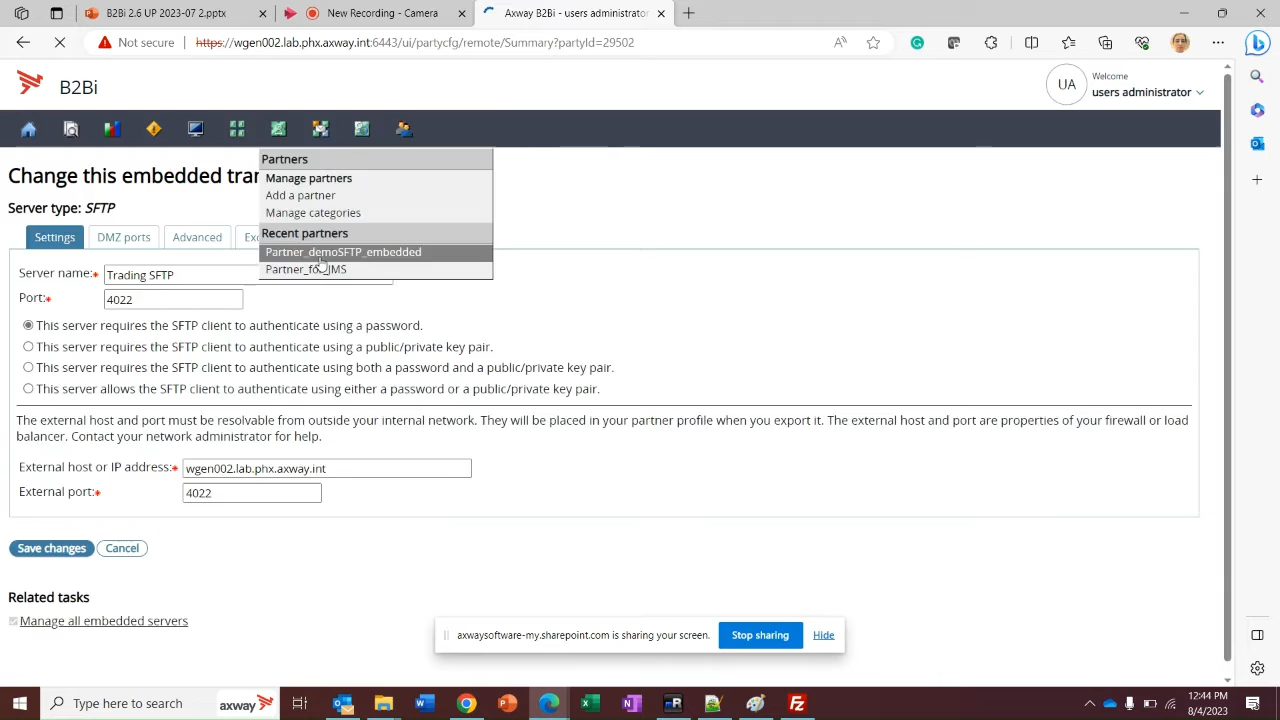 B2Bi 2.6 UP 2023-07 2.pptx
New Recording - Camera
Axway B2Bi - users administrator
Not secure
https://wgen002.lab.phx.axway.int:6443/ui/partycfg/remote/Summary?partyId=29502
B2Bi
UA
Welcome
users administrator
Partners
Manage partners
Add a partner
Manage categories
Recent partners
Partner_demoSFTP_embedded
Change this embedded
Server type: SFTP
Settings
DMZ ports
Advanced
Server name:*
Trading SFTP
Port:*
4022
This server requires the SFTP client to authenticate using a password.
This server requires the SFTP client to authenticate using a public/private key pair.
This server requires the SFTP client to authenticate using both a password and a public/private key pair.
This server allows the SFTP client to authenticate using either a password or a public/private key pair.
The external host and port must be resolvable from outside your internal network. They will be placed in your partner profile when you export it. The external host and port are properties of your firewall or load
balancer. Contact your network administrator for help.
External host or IP address:*
wgen002.lab.phx.axway.int
External port:*
4022
Save changes
Cancel
Related tasks
Manage all embedded servers
axwaysoftware-my.sharepoint.com is sharing your screen.
Stop sharing
Hide
Type here to search
axway
12:44 PM
8/4/2023